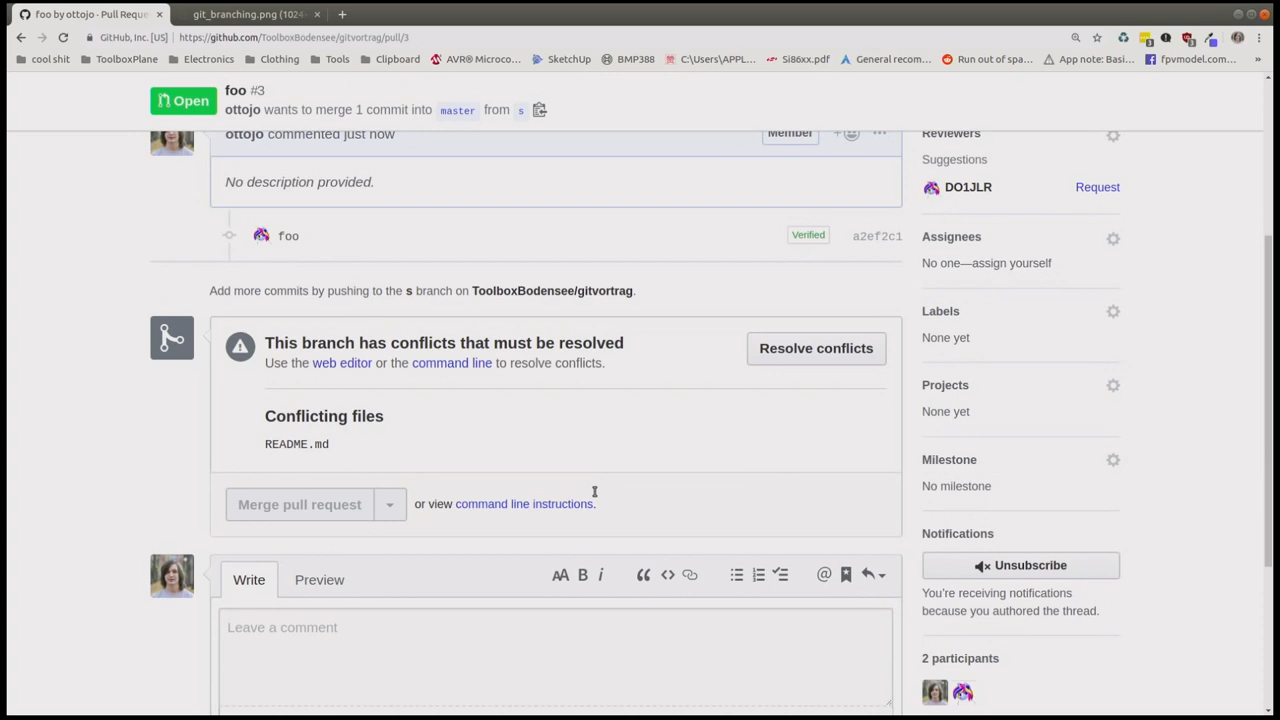 foo by ottojo · Pull Reque
git_branching.png (1024
GitHub, Inc. [US]
https://github.com/ToolboxBodensee/gitvortrag/pull/3
cool shit
ToolboxPlane
Electronics
Clothing
Tools
Clipboard
AVR® Microco...
SketchUp
BMP388
C:\Users\APPL...
Si86xx.pdf
General recom...
Run out of spa...
App note: Basi...
fpvmodel.com...
»
Open
foo #3
ottojo wants to merge 1 commit into master from s
ottojo commented just now
Member
No description provided.
foo
Verified
a2ef2c1
Add more commits by pushing to the s branch on ToolboxBodensee/gitvortrag.
This branch has conflicts that must be resolved
Use the web editor or the command line to resolve conflicts.
Resolve conflicts
Conflicting files
README.md
Merge pull request
or view command line instructions.
Write
Preview
Leave a comment
Reviewers
Suggestions
DO1JLR
Request
Assignees
No one—assign yourself
Labels
None yet
Projects
None yet
Milestone
No milestone
Notifications
Unsubscribe
You're receiving notifications
because you authored the thread.
2 participants